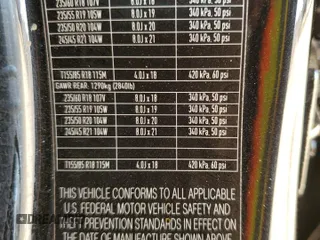 235/60 R18 107V 8.0J x 18 340 kPa, 50 psi
235/55 R19 105W 8.0J x 19 340 kPa, 50 psi
235/50 R20 104W 8.0J x 20 340 kPa, 50 psi
245/45 R21 104W 8.0J x 21 340 kPa, 50 psi
T155/85 R18 115M 4.0J x 18 420 kPa, 60 psi
GAWR REAR: 1290kg (2840lb)
235/60 R18 107V 8.0J x 18 340 kPa, 50 psi
235/55 R19 105W 8.0J x 19 340 kPa, 50 psi
235/50 R20 104W 8.0J x 20 340 kPa, 50 psi
245/45 R21 104W 8.0J x 21 340 kPa, 50 psi
T155/85 R18 115M 4.0J x 18 420 kPa, 60 psi
THIS VEHICLE CONFORMS TO ALL APPLICABLE
U.S. FEDERAL MOTOR VEHICLE SAFETY AND
THEFT PREVENTION STANDARDS IN EFFECT ON
THE DATE OF MANUFACTURE SHOWN ABOVE.